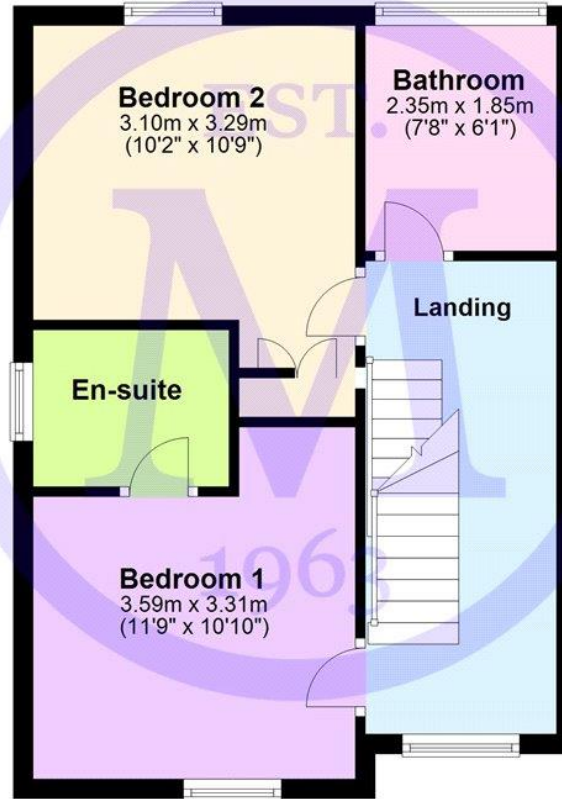 EST.
Bedroom 2
3.10m x 3.29m
(10'2" x 10'9")
Bathroom
2.35m x 1.85m
(7'8" x 6'1")
Landing
En-suite
M
Bedroom 1
3.59m x 3.31m
(11'9" x 10'10")
1963